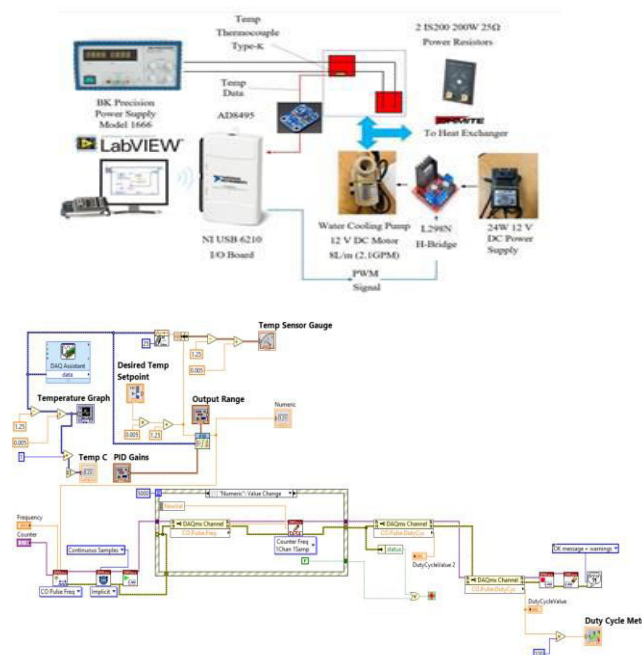 Temp
Thermocouple
Type-K
2 IS200 200W 25Ω
Power Resistors
Temp
Data
BK Precision
Power Supply
Model 1666
AD8495
OHMITE
To Heat Exchanger
LabVIEW
NI USB 6210
I/O Board
Water Cooling Pump
12 V DC Motor
8L/m (2.1GPM)
L298N
H-Bridge
24W 12 V
DC Power
Supply
PWM
Signal
Temp Sensor Gauge
25
1.25
0.005
DAQ Assistant
data
Desired Temp
Setpoint
Output Range
Numeric
Temperature Graph
1.25
0.005
0.005
1.25
Temp C
PID Gains
5000
"Numeric": Value Change
NewVal
Frequency
Counter
Continuous Samples
DAQmx Channel
CO.Pulse.Freq
Counter Freq
1Chan 1Samp
DAQmx Channel
CO.Pulse.DutyCyc
status
DutyCycleValue 2
OK message + warnings
CO Pulse Freq
Implicit
F
DAQmx Channel
CO.Pulse.DutyCyc
DutyCycleValue
Duty Cycle Met
100